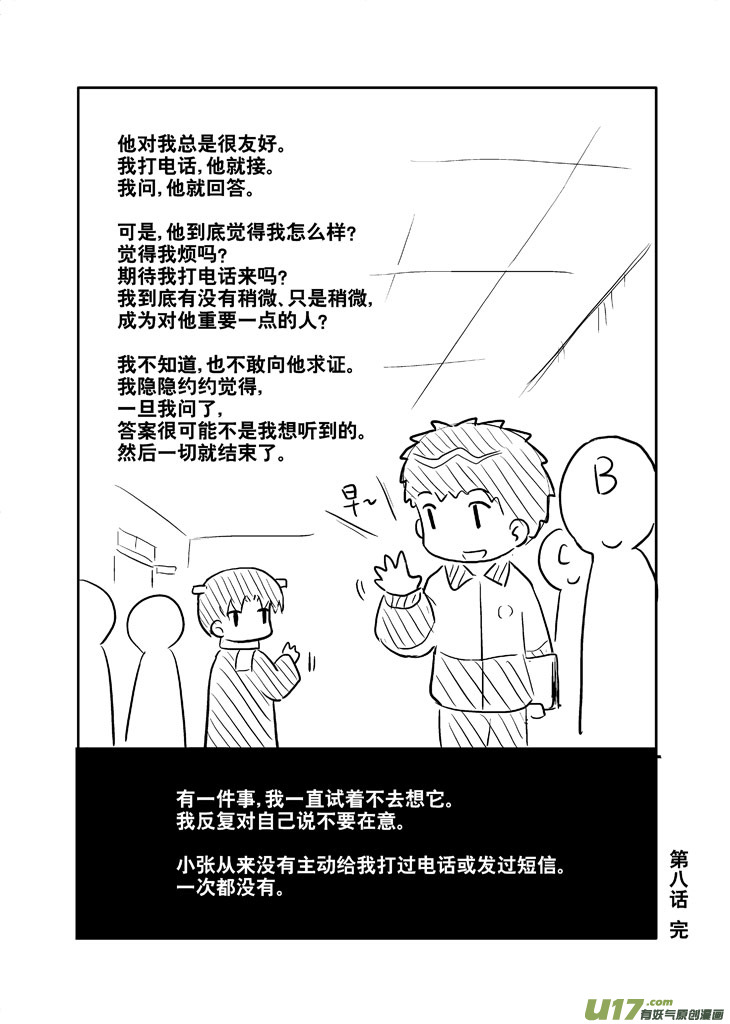 他对我总是很友好。
我打电话，他就接。
我问，他就回答。
可是，他到底觉得我怎么样？
觉得我烦吗？
期待我打电话来吗？
我到底有没有稍微、只是稍微，
成为对他重要一点的人？
我不知道，也不敢向他求证。
我隐隐约约觉得，
一旦我问了，
答案很可能不是我想听到的。
然后一切就结束了。
早~
B
C
有一件事，我一直试着不去想它。
我反复对自己说不要在意。
小张从来没有主动给我打过电话或发过短信。
一次都没有。
第八话 完
U17.com
有妖气原创漫画